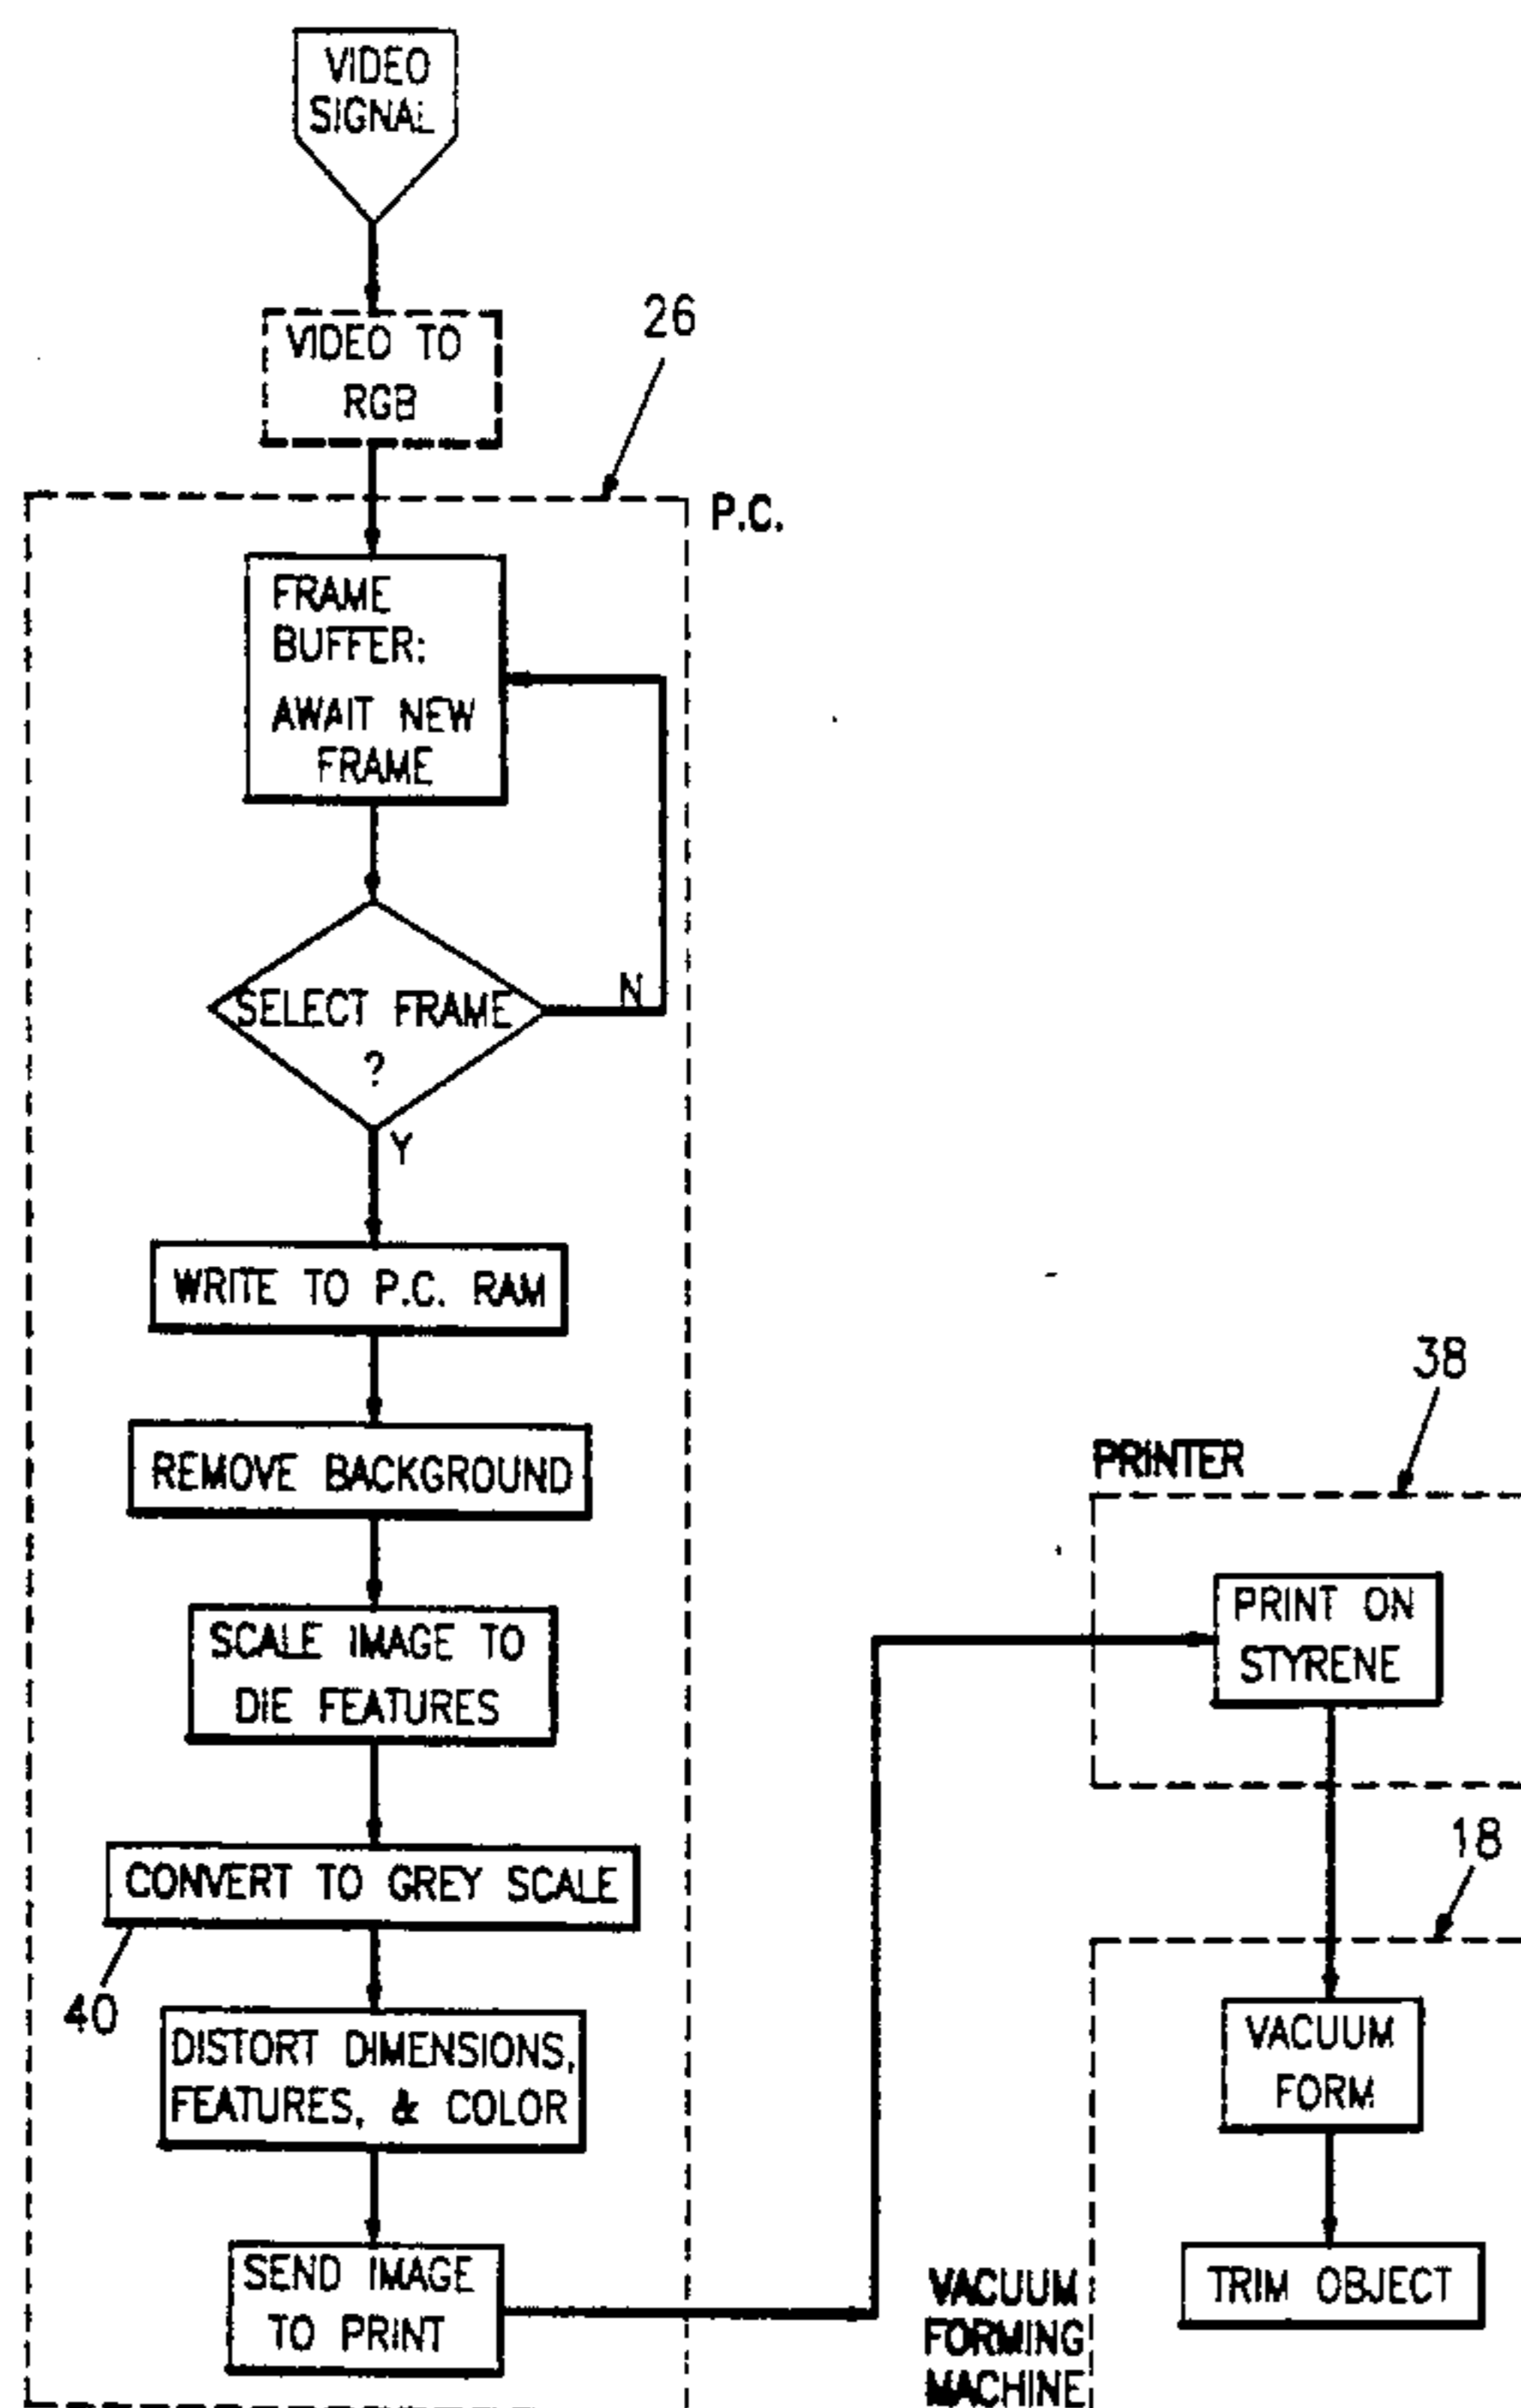 VIDEO
SIGNAL
VIDEO TO
RGB
26
P.C.
FRAME
BUFFER:
AWAIT NEW
FRAME
SELECT FRAME
?
N
Y
WRITE TO P.C. RAM
REMOVE BACKGROUND
SCALE IMAGE TO
DIE FEATURES
CONVERT TO GREY SCALE
40
DISTORT DIMENSIONS,
FEATURES, & COLOR
SEND IMAGE
TO PRINT
38
PRINTER
PRINT ON
STYRENE
18
VACUUM
FORM
TRIM OBJECT
VACUUM
FORMING
MACHINE